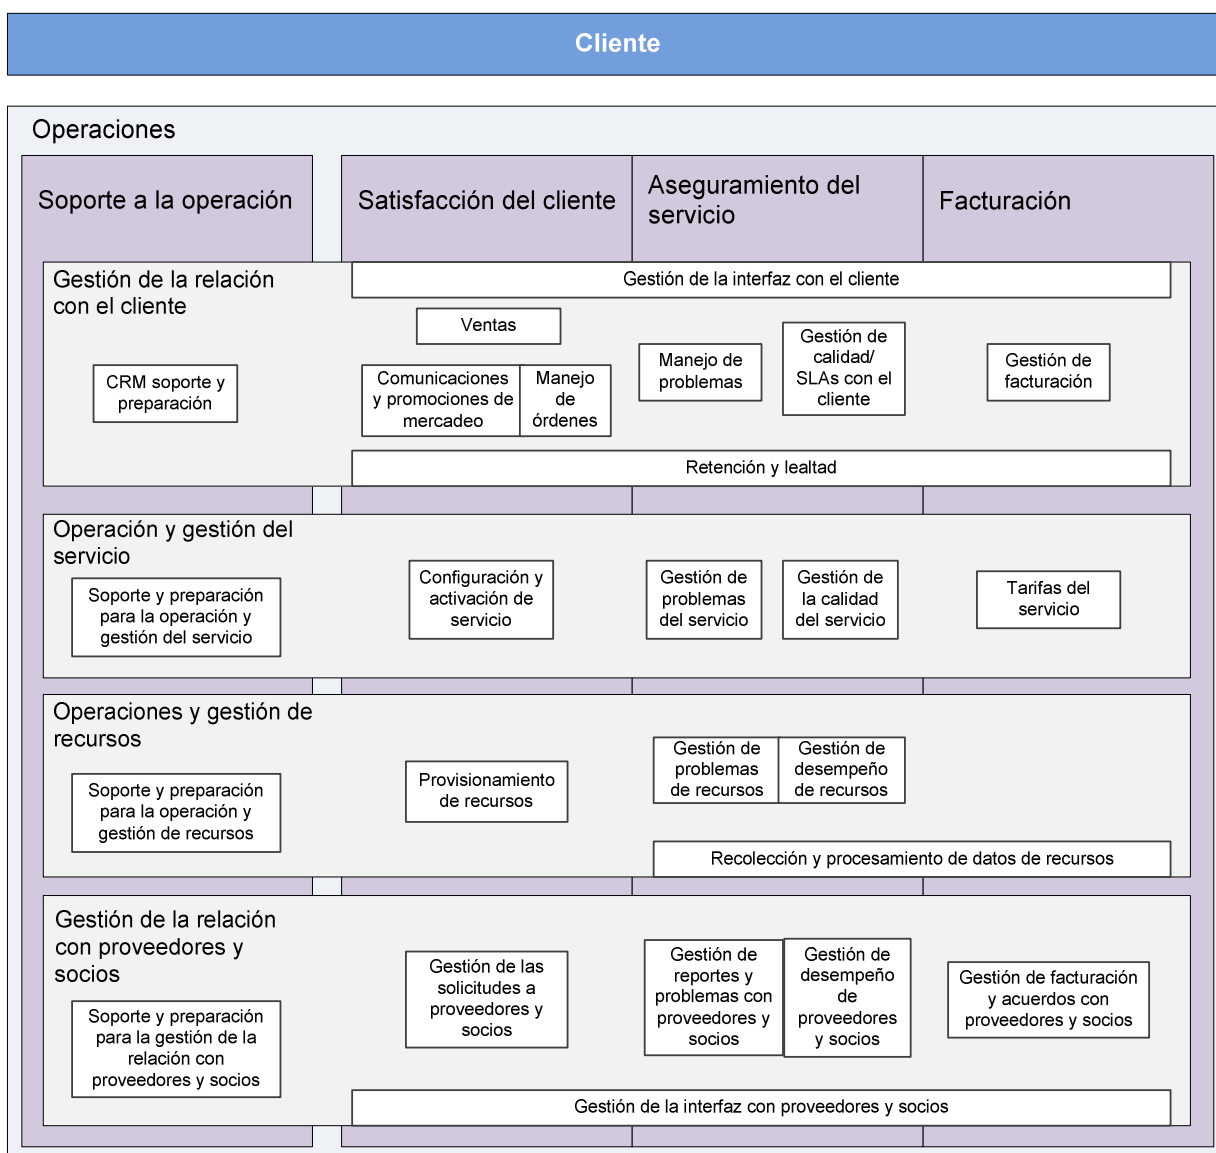 Cliente
Operaciones
Soporte a la operación
Satisfacción del cliente
Aseguramiento del
servicio
Facturación
Gestión de la relación
con el cliente
Gestión de la interfaz con el cliente
Ventas
CRM soporte y
preparación
Comunicaciones
y promociones de
mercadeo
Manejo
de
órdenes
Manejo de
problemas
Gestión de
calidad/
SLAs con el
cliente
Gestión de
facturación
Retención y lealtad
Operación y gestión del
servicio
Soporte y preparación
para la operación y
gestión del servicio
Configuración y
activación de
servicio
Gestión de
problemas
del servicio
Gestión de
la calidad
del servicio
Tarifas del
servicio
Operaciones y gestión de
recursos
Soporte y preparación
para la operación y
gestión de recursos
Provisionamiento
de recursos
Gestión de
problemas
de recursos
Gestión de
desempeño
de recursos
Recolección y procesamiento de datos de recursos
Gestión de la relación
con proveedores y
socios
Soporte y preparación
para la gestión de la
relación con
proveedores y socios
Gestión de las
solicitudes a
proveedores y
socios
Gestión de
reportes y
problemas con
proveedores y
socios
Gestión de
desempeño
de
proveedores
y socios
Gestión de facturación
y acuerdos con
proveedores y socios
Gestión de la interfaz con proveedores y socios